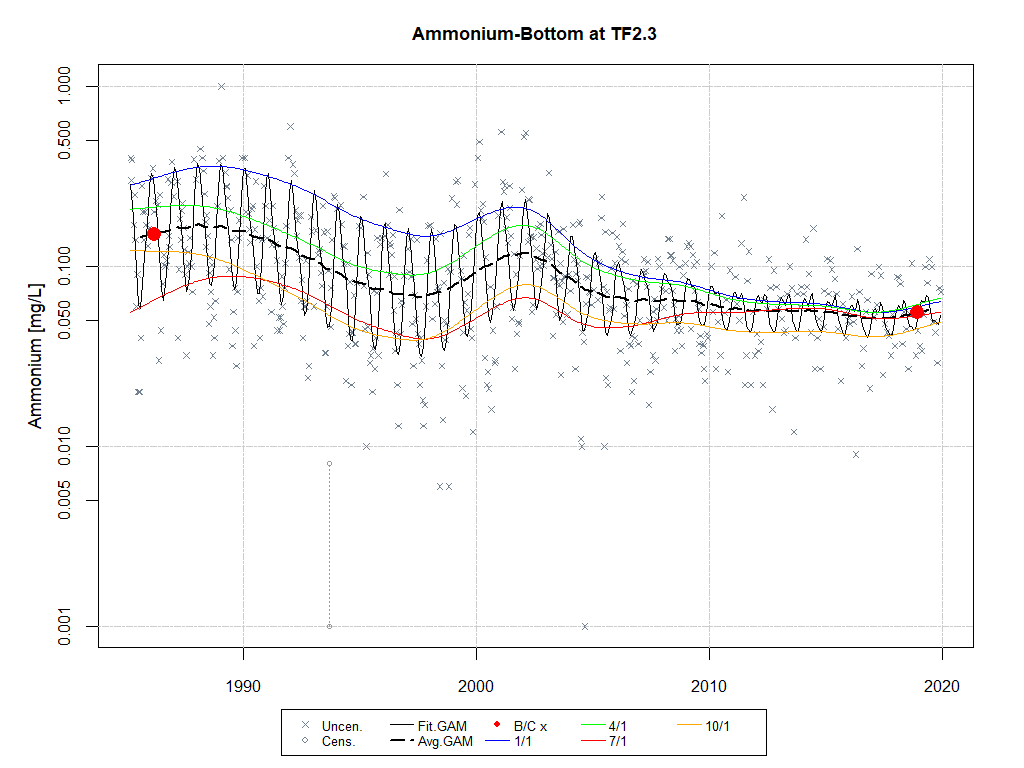 Ammonium-Bottom at TF2.3
Ammonium [mg/L]
1.000
0.500
0.100
0.050
0.010
0.005
0.001
1990
2000
2010
2020
Uncen.
Fit.GAM
B/C x
4/1
10/1
Cens.
Avg.GAM
1/1
7/1